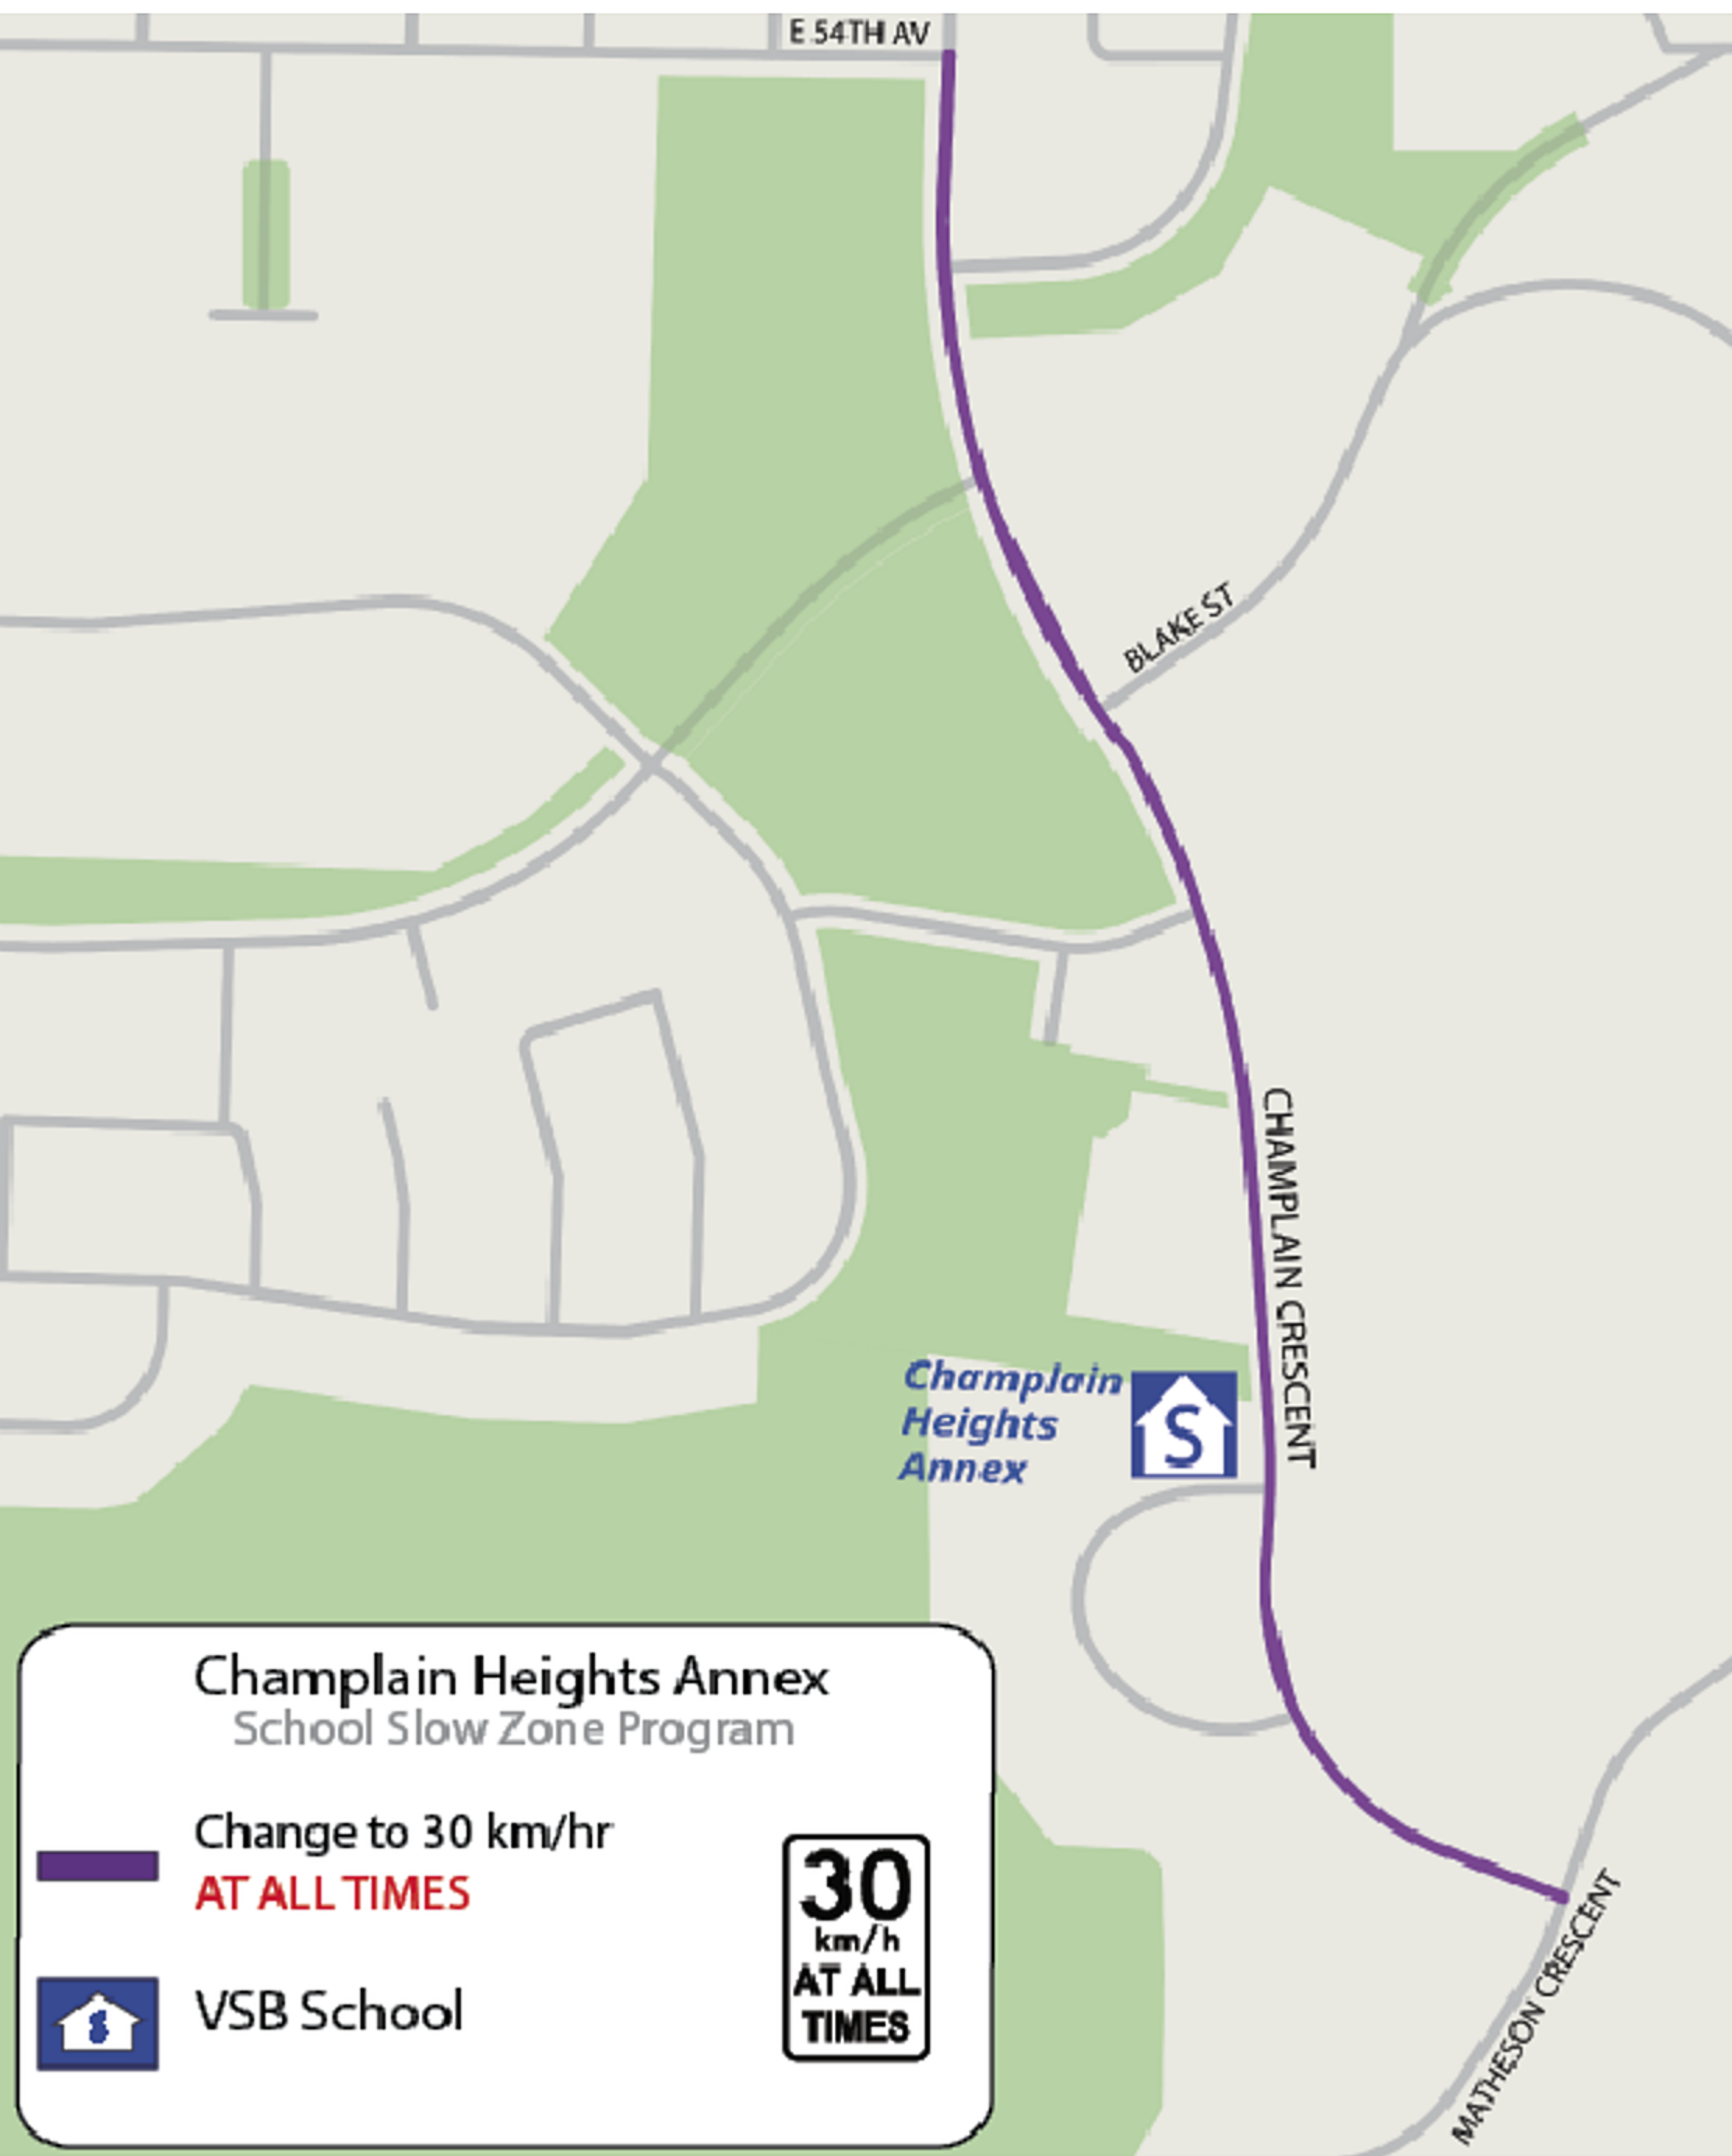 E 54TH AV
BLAKE ST
CHAMPLAIN CRESCENT
Champlain
Heights
Annex
S
Champlain Heights Annex
School Slow Zone Program
Change to 30 km/hr
AT ALL TIMES
30
km/h
AT ALL
TIMES
S
VSB School
MATHESON CRESCENT